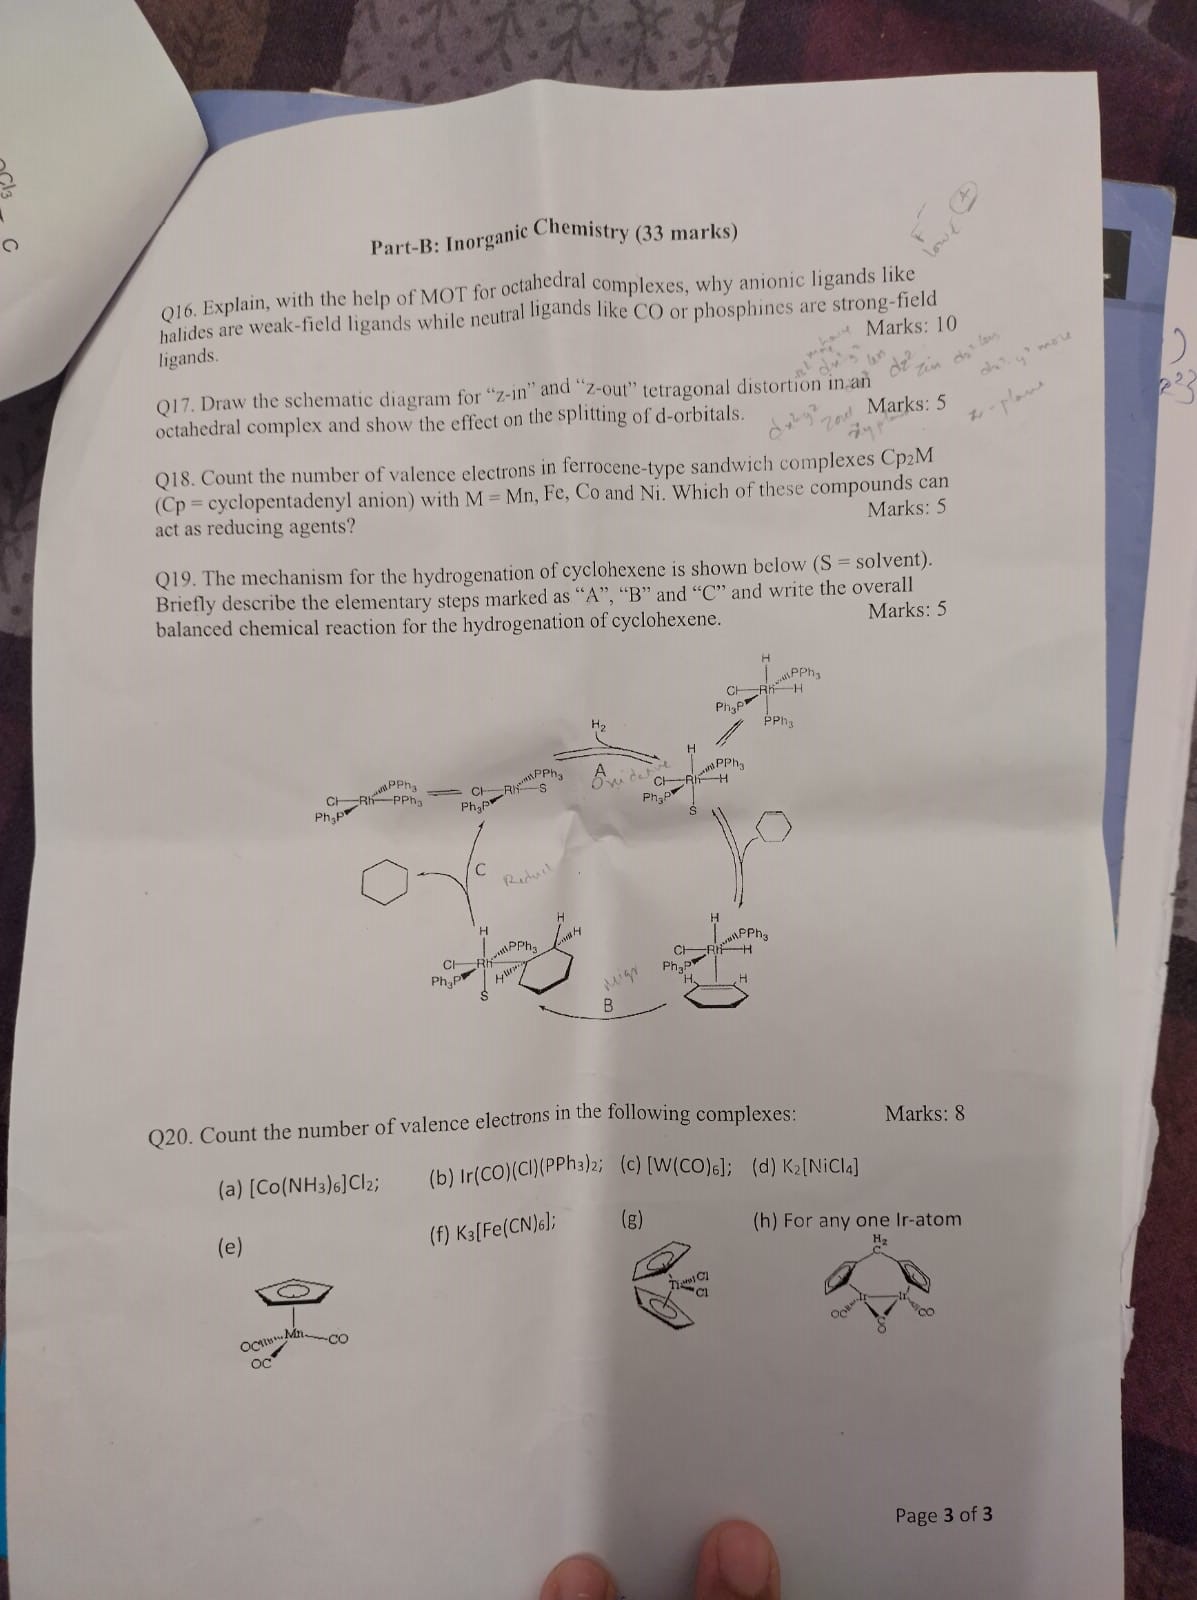 Part-B: Inorganic Chemistry (33 marks)
Q16. Explain, with the help of MOT for octahedral complexes, why anionic ligands like
halides are weak-field ligands while neutral ligands like CO or phosphines are strong-field
ligands.
Marks: 10
Q17. Draw the schematic diagram for “z-in” and “z-out” tetragonal distortion in an
octahedral complex and show the effect on the splitting of d-orbitals.
Marks: 5
Q18. Count the number of valence electrons in ferrocene-type sandwich complexes Cp₂M
(Cp = cyclopentadenyl anion) with M = Mn, Fe, Co and Ni. Which of these compounds can
act as reducing agents?
Marks: 5
Q19. The mechanism for the hydrogenation of cyclohexene is shown below (S = solvent).
Briefly describe the elementary steps marked as “A”, “B” and “C” and write the overall
balanced chemical reaction for the hydrogenation of cyclohexene.
Marks: 5
H
Cl Rh PPh₃ H
Ph₃P
PPh₃
H₂
A
Oxidative
Cl Rh PPh₃ PPh₃
Ph₃P
Cl Rh PPh₃ S
Ph₃P
H
Cl Rh PPh₃ H
Ph₃P
S
C
H
Cl Rh PPh₃ H H H
Ph₃P
S
B
H
Cl Rh PPh₃ H
Ph₃P
H H
Q20. Count the number of valence electrons in the following complexes:
Marks: 8
(a) [Co(NH₃)₆]Cl₂;
(b) Ir(CO)(Cl)(PPh₃)₂;
(c) [W(CO)₆];
(d) K₂[NiCl₄]
(e)
(f) K₃[Fe(CN)₆];
(g)
(h) For any one Ir-atom
OC Mn CO
OC
Ti Cl
Cl
H₂
C
Ir Ir
OC CO
C
O
Page 3 of 3